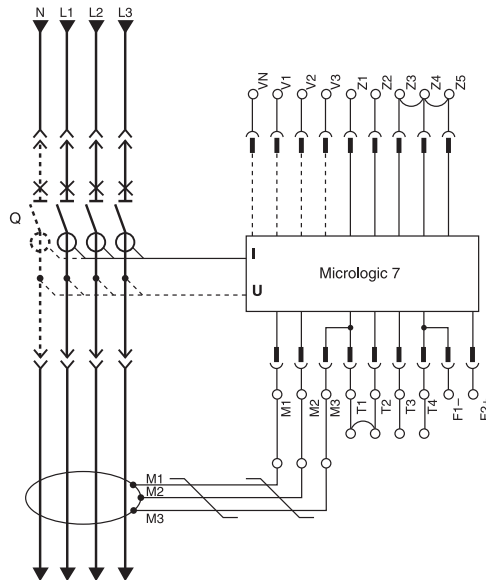 N L1 L2 L3
VN V1 V2 V3 Z1 Z2 Z3 Z4 Z5
Q
I
Micrologic 7
U
M1 M2 M3 T1 T2 T3 T4 F1– F2+
M1
M2
M3